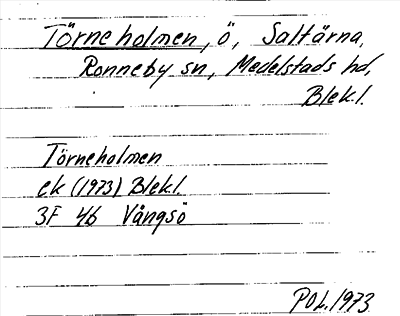 Törneholmen, ö, Saltärna,
Ronneby sn, Medelstads hd,
Blek.l.
Törneholmen
ek (1973) Blek.l.
3F 4b Vångsö
POL.1973